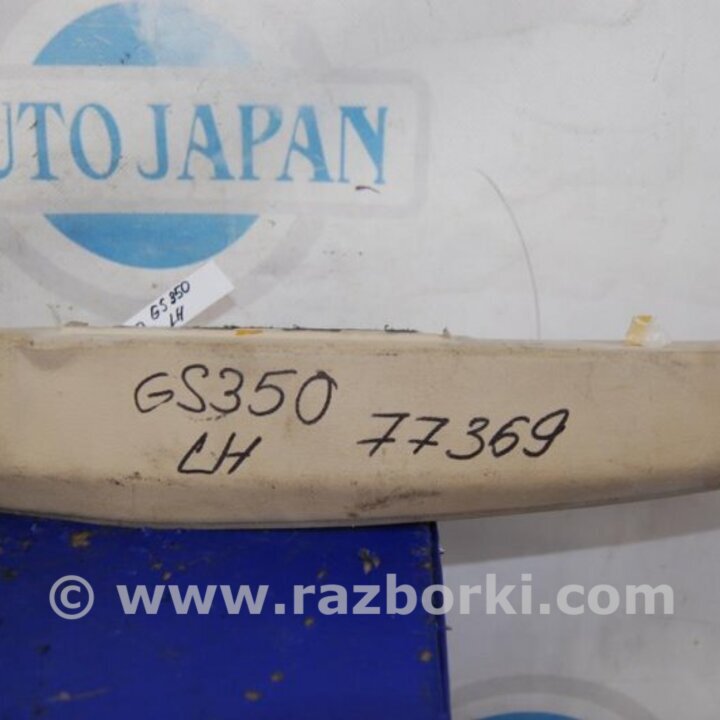 UTO JAPAN
GS350
LH
GS350
LH 77369
© www.razborki.com